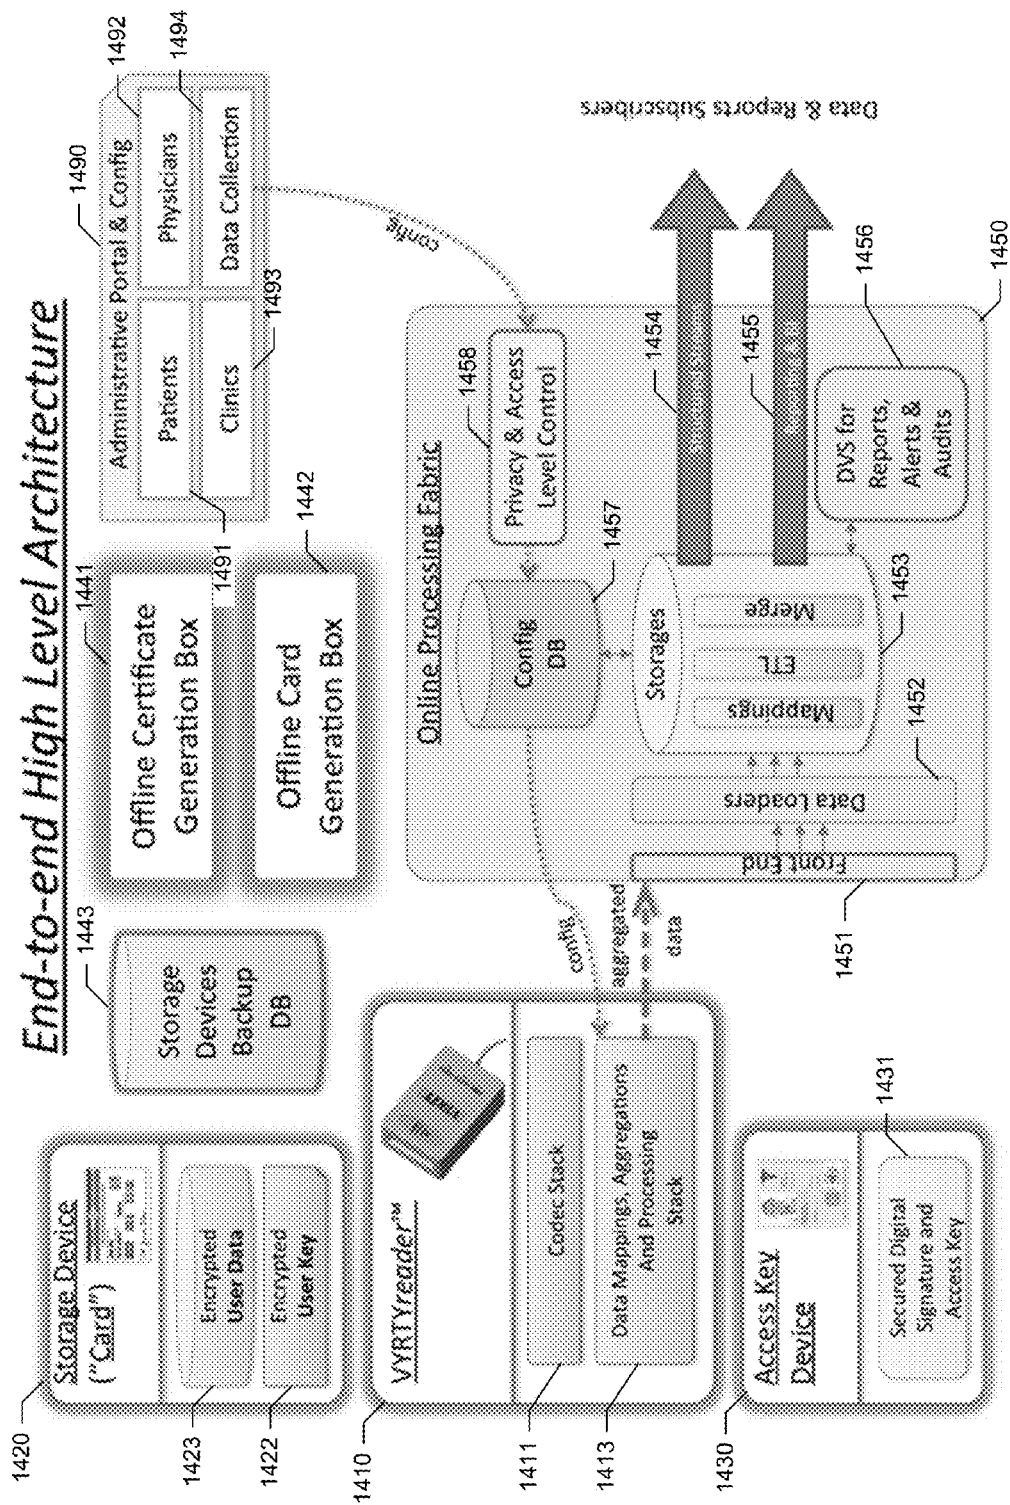 End-to-end High Level Architecture
1420
Storage Device
("Card")
Encrypted
User Data
Encrypted
User Key
1423
1422
1443
Storage
Devices
Backup
DB
1441
Offline Certificate
Generation Box
Offline Card
Generation Box
1442
1490
Administrative Portal & Config
Patients
Physicians
Clinics
Data Collection
1491
1492
1493
1494
1410
VYRTYreader™
Codec Stack
Data Mappings, Aggregations
And Processing
Stack
1411
1413
config
aggregated
data
config
1430
Access Key
Device
Secured Digital
Signature and
Access Key
1431
Online Processing Fabric
Config
DB
1457
Privacy & Access
Level Control
1458
Front End
1451
Data Loaders
1452
Storages
Mappings
ETL
Merge
1453
1454
1455
DVS for
Reports,
Alerts &
Audits
1456
1450
Data & Reports Subscribers